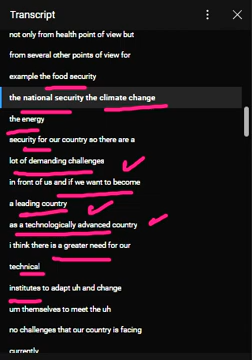 Transcript
not only from health point of view but
from several other points of view for
example the food security
the national security the climate change
the energy
security for our country so there are a
lot of demanding challenges
in front of us and if we want to become
a leading country
as a technologically advanced country
i think there is a greater need for our
technical
institutes to adapt uh and change
um themselves to meet the uh
no challenges that our country is facing
currently